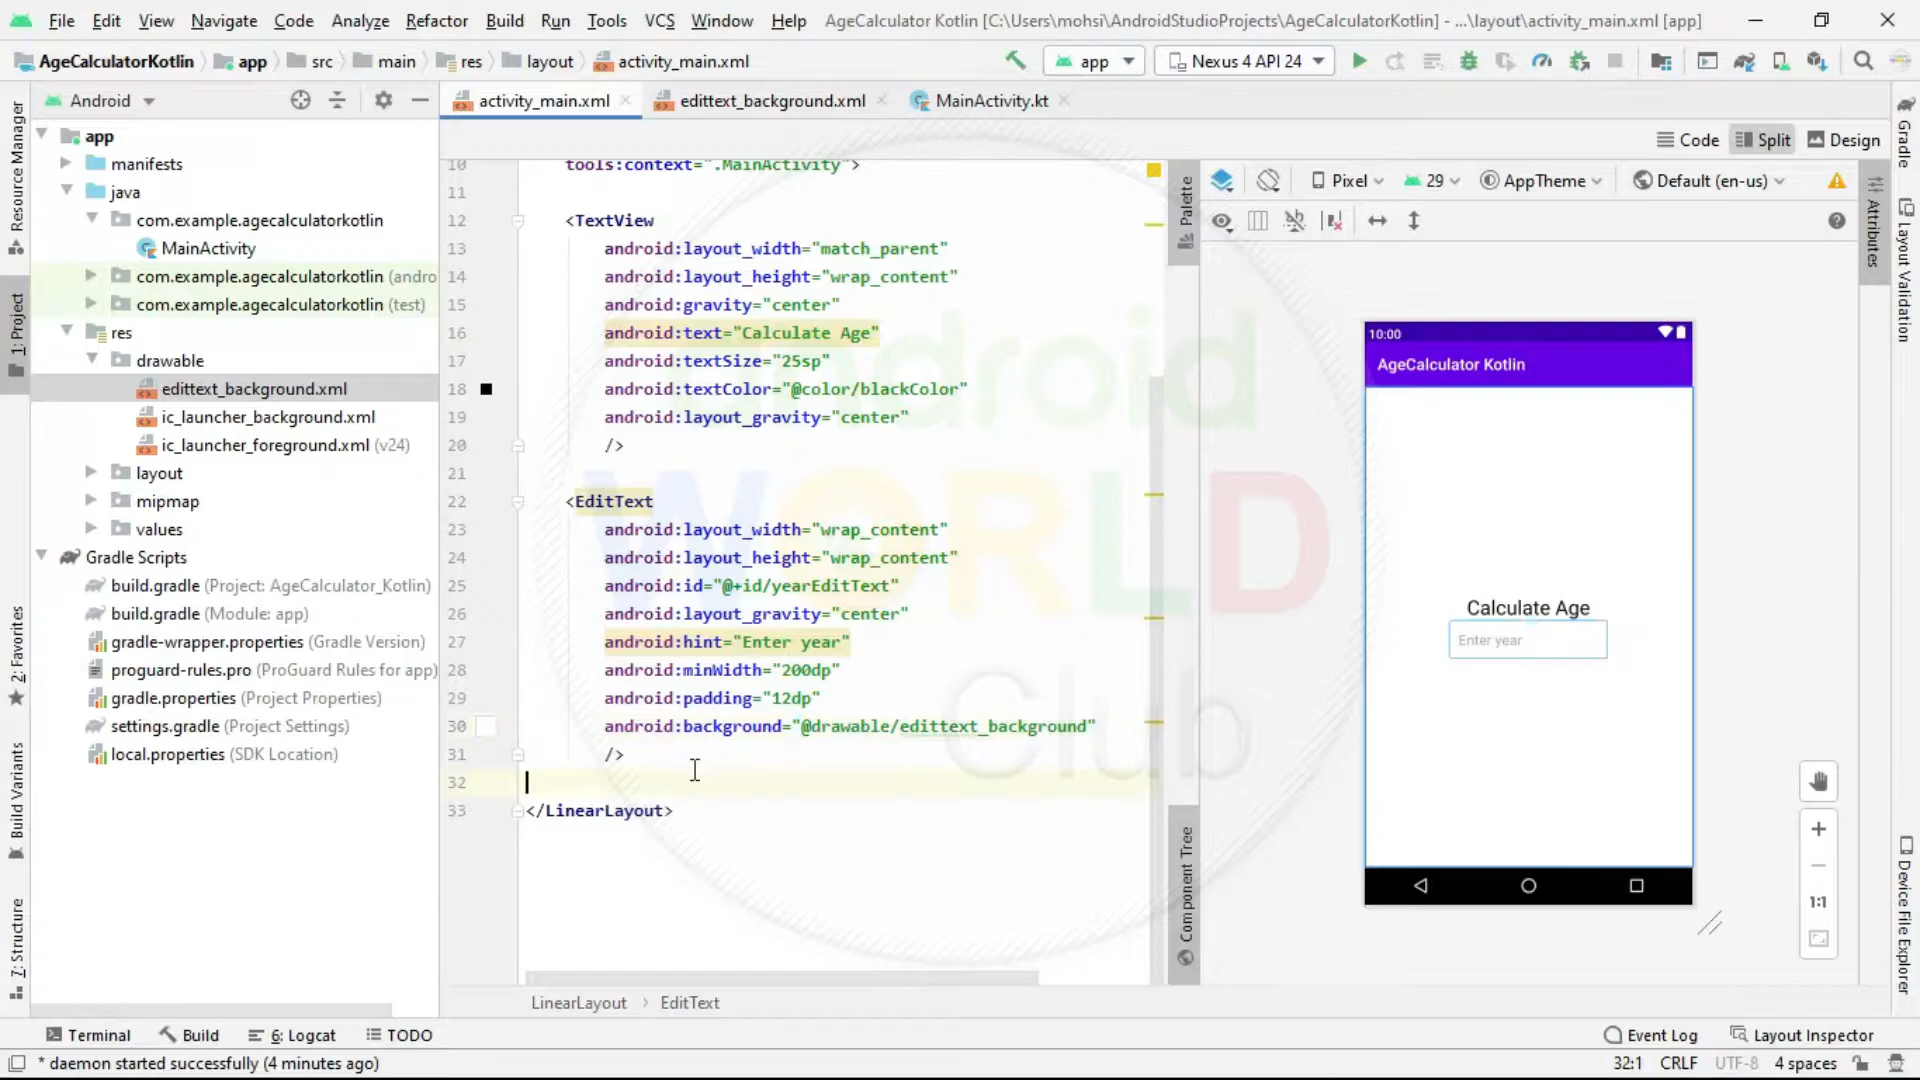 File Edit View Navigate Code Analyze Refactor Build Run Tools VCS Window Help AgeCalculator Kotlin [C:\Users\mohsi\AndroidStudioProjects\AgeCalculatorKotlin] - ...\layout\activity_main.xml [app]
AgeCalculatorKotlin app src main res layout activity_main.xml app Nexus 4 API 24
Android activity_main.xml edittext_background.xml MainActivity.kt
Code Split Design
app
manifests
java
com.example.agecalculatorkotlin
MainActivity
com.example.agecalculatorkotlin (andro
com.example.agecalculatorkotlin (test)
res
drawable
edittext_background.xml
ic_launcher_background.xml
ic_launcher_foreground.xml (v24)
layout
mipmap
values
Gradle Scripts
build.gradle (Project: AgeCalculator_Kotlin)
build.gradle (Module: app)
gradle-wrapper.properties (Gradle Version)
proguard-rules.pro (ProGuard Rules for app)
gradle.properties (Project Properties)
settings.gradle (Project Settings)
local.properties (SDK Location)
Resource Manager
1: Project
2: Favorites
Build Variants
7: Structure
10 tools:context=".MainActivity">
11
12 <TextView
13 android:layout_width="match_parent"
14 android:layout_height="wrap_content"
15 android:gravity="center"
16 android:text="Calculate Age"
17 android:textSize="25sp"
18 android:textColor="@color/blackColor"
19 android:layout_gravity="center"
20 />
21
22 <EditText
23 android:layout_width="wrap_content"
24 android:layout_height="wrap_content"
25 android:id="@+id/yearEditText"
26 android:layout_gravity="center"
27 android:hint="Enter year"
28 android:minWidth="200dp"
29 android:padding="12dp"
30 android:background="@drawable/edittext_background"
31 />
32
33 </LinearLayout>
android
WORLD
Club
LinearLayout › EditText
Palette
Component Tree
Pixel 29 AppTheme Default (en-us)
10:00
AgeCalculator Kotlin
Calculate Age
Enter year
1:1
Attributes
Gradle
Layout Validation
Device File Explorer
Terminal Build 6: Logcat TODO Event Log Layout Inspector
* daemon started successfully (4 minutes ago) 32:1 CRLF UTF-8 4 spaces